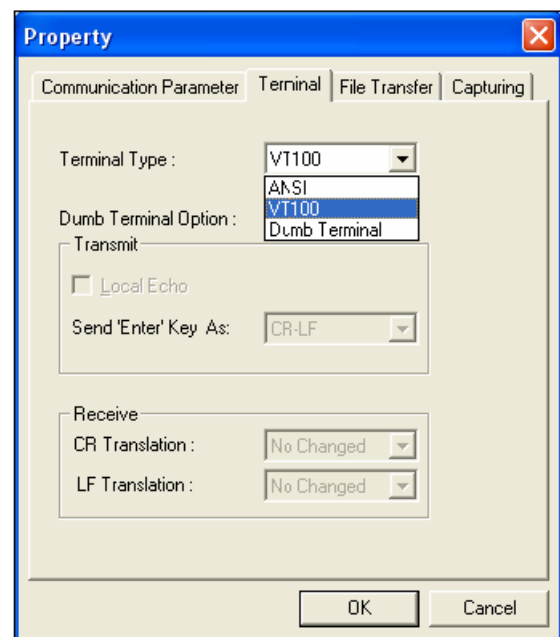 Property
Communication Parameter Terminal File Transfer Capturing
Terminal Type : VT100
ANSI
VT100
Dumb Terminal
Dumb Terminal Option :
Transmit
Local Echo
Send 'Enter' Key As: CR-LF
Receive
CR Translation : No Changed
LF Translation : No Changed
OK Cancel